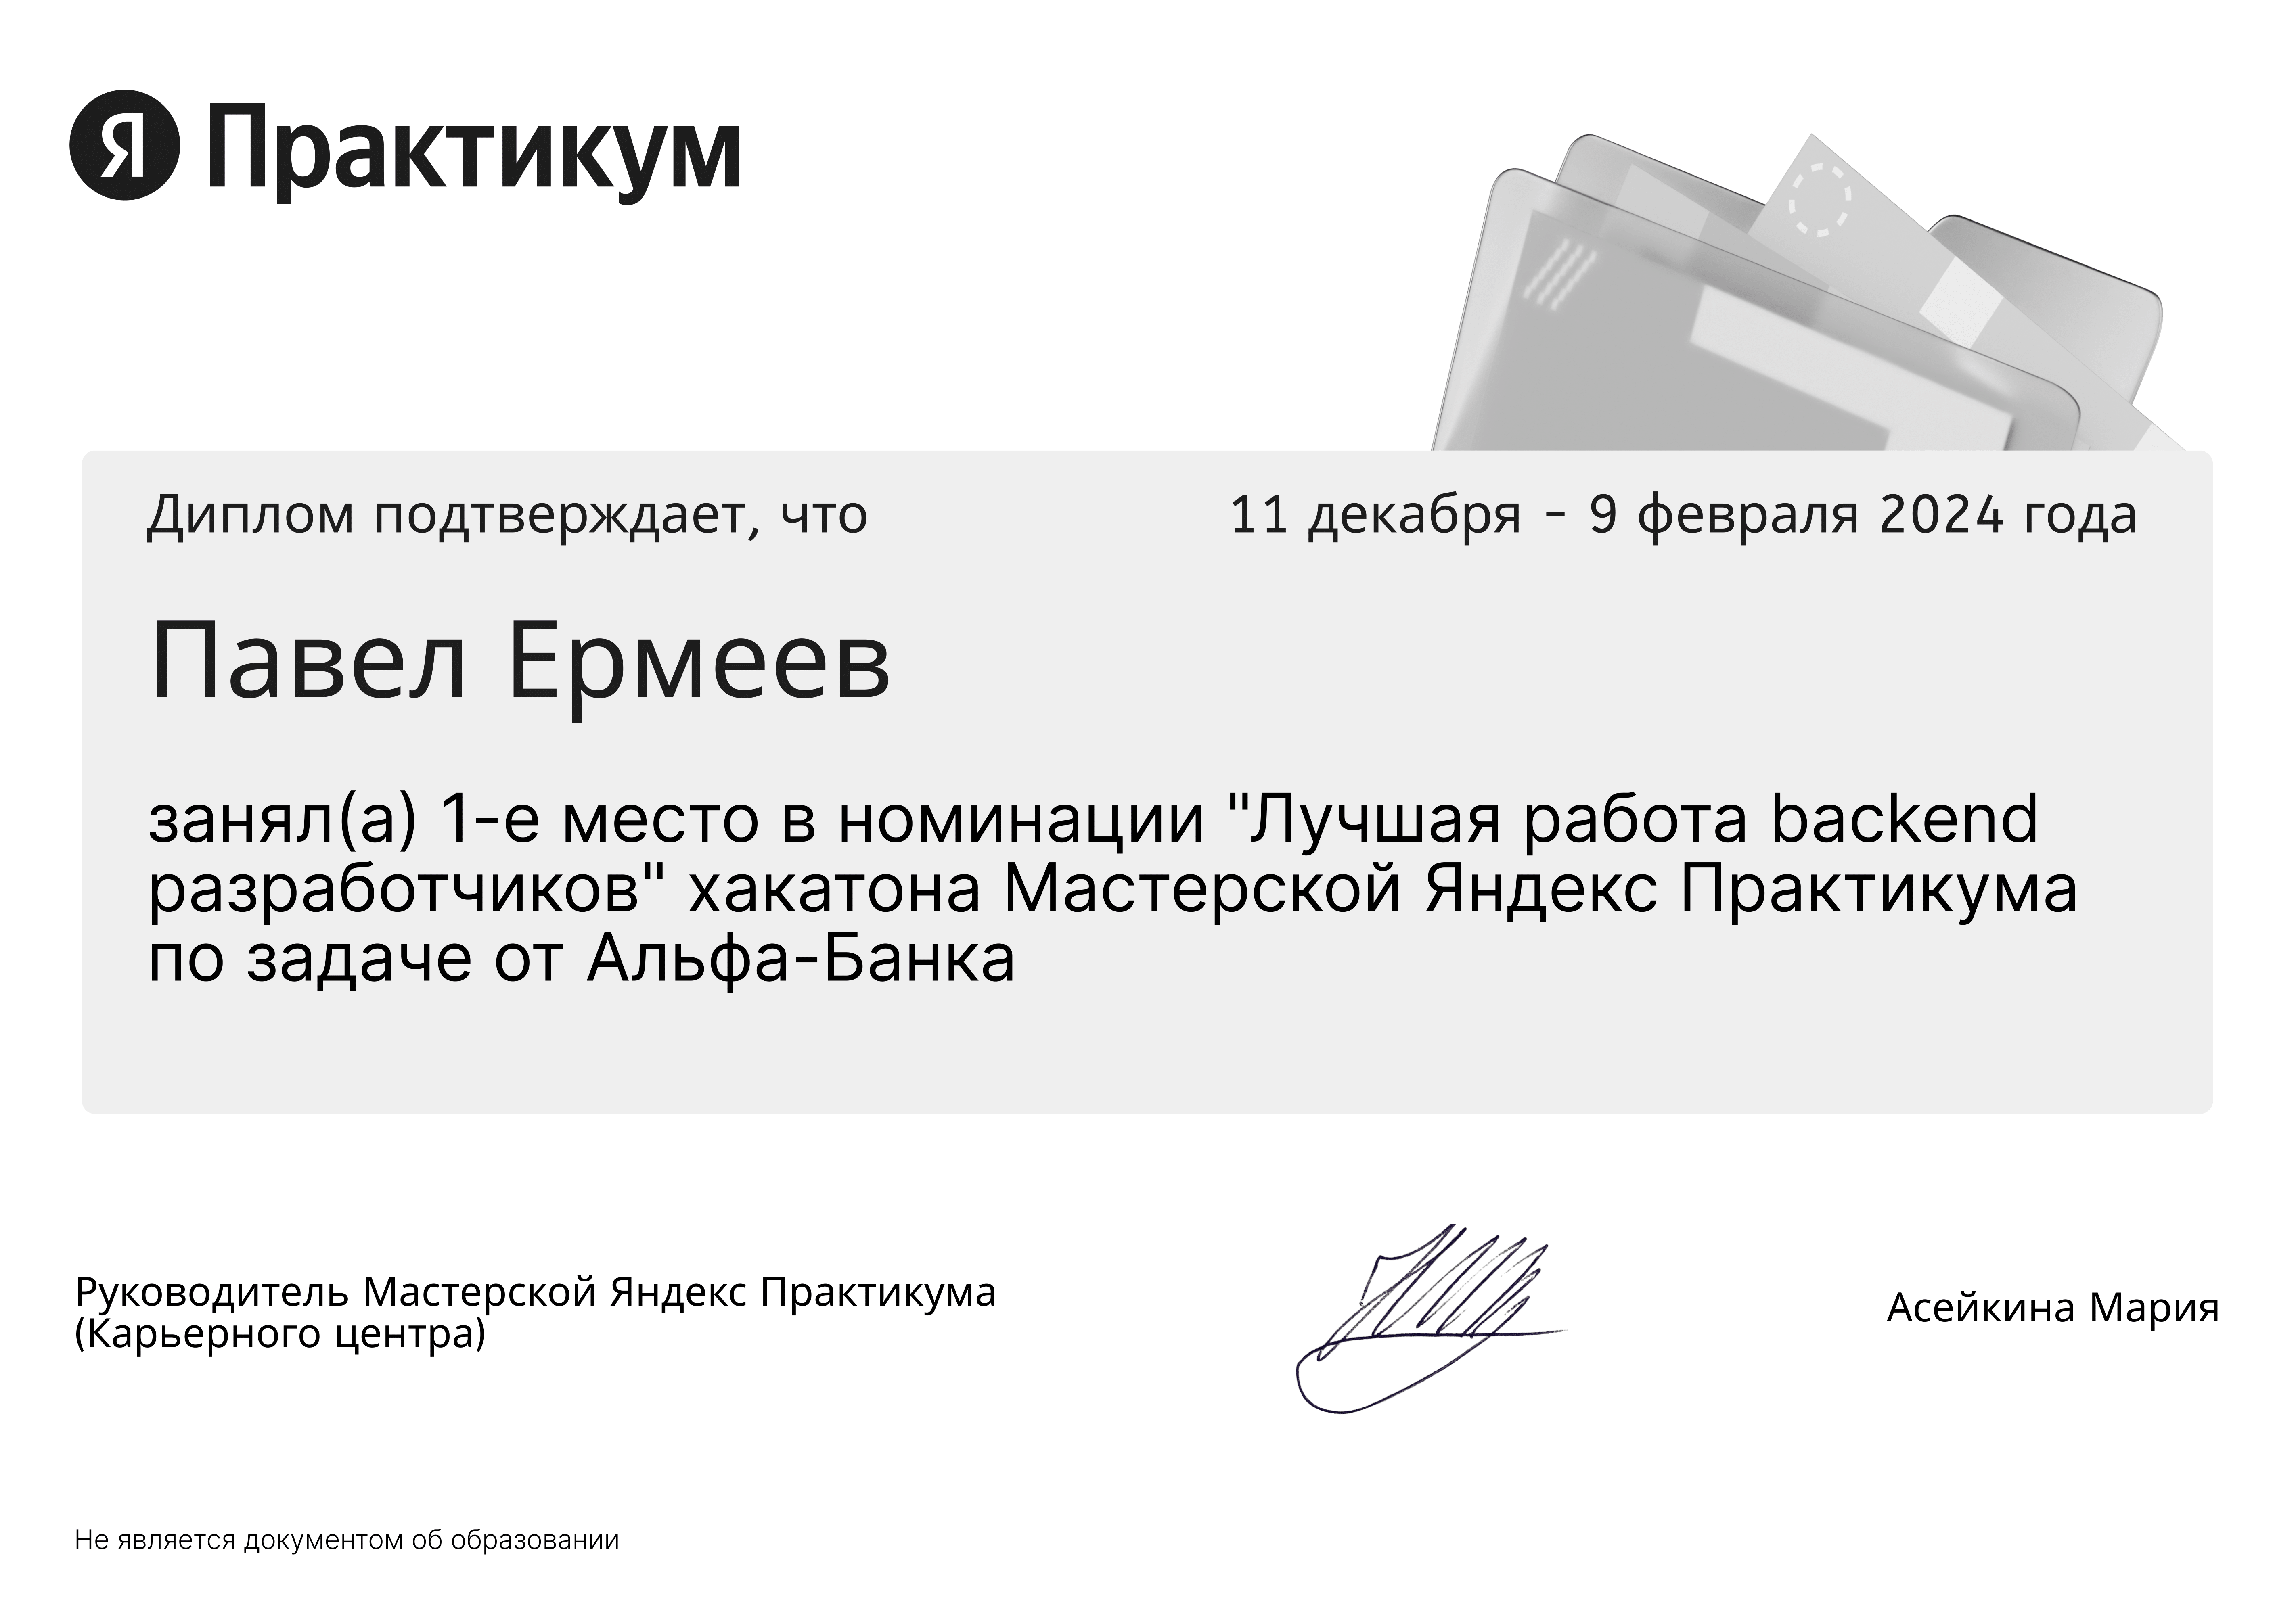 Я Практикум
Диплом подтверждает, что
11 декабря - 9 февраля 2024 года
Павел Ермеев
занял(а) 1-е место в номинации "Лучшая работа backend
разработчиков" хакатона Мастерской Яндекс Практикума
по задаче от Альфа-Банка
Руководитель Мастерской Яндекс Практикума
(Карьерного центра)
Асейкина Мария
Не является документом об образовании